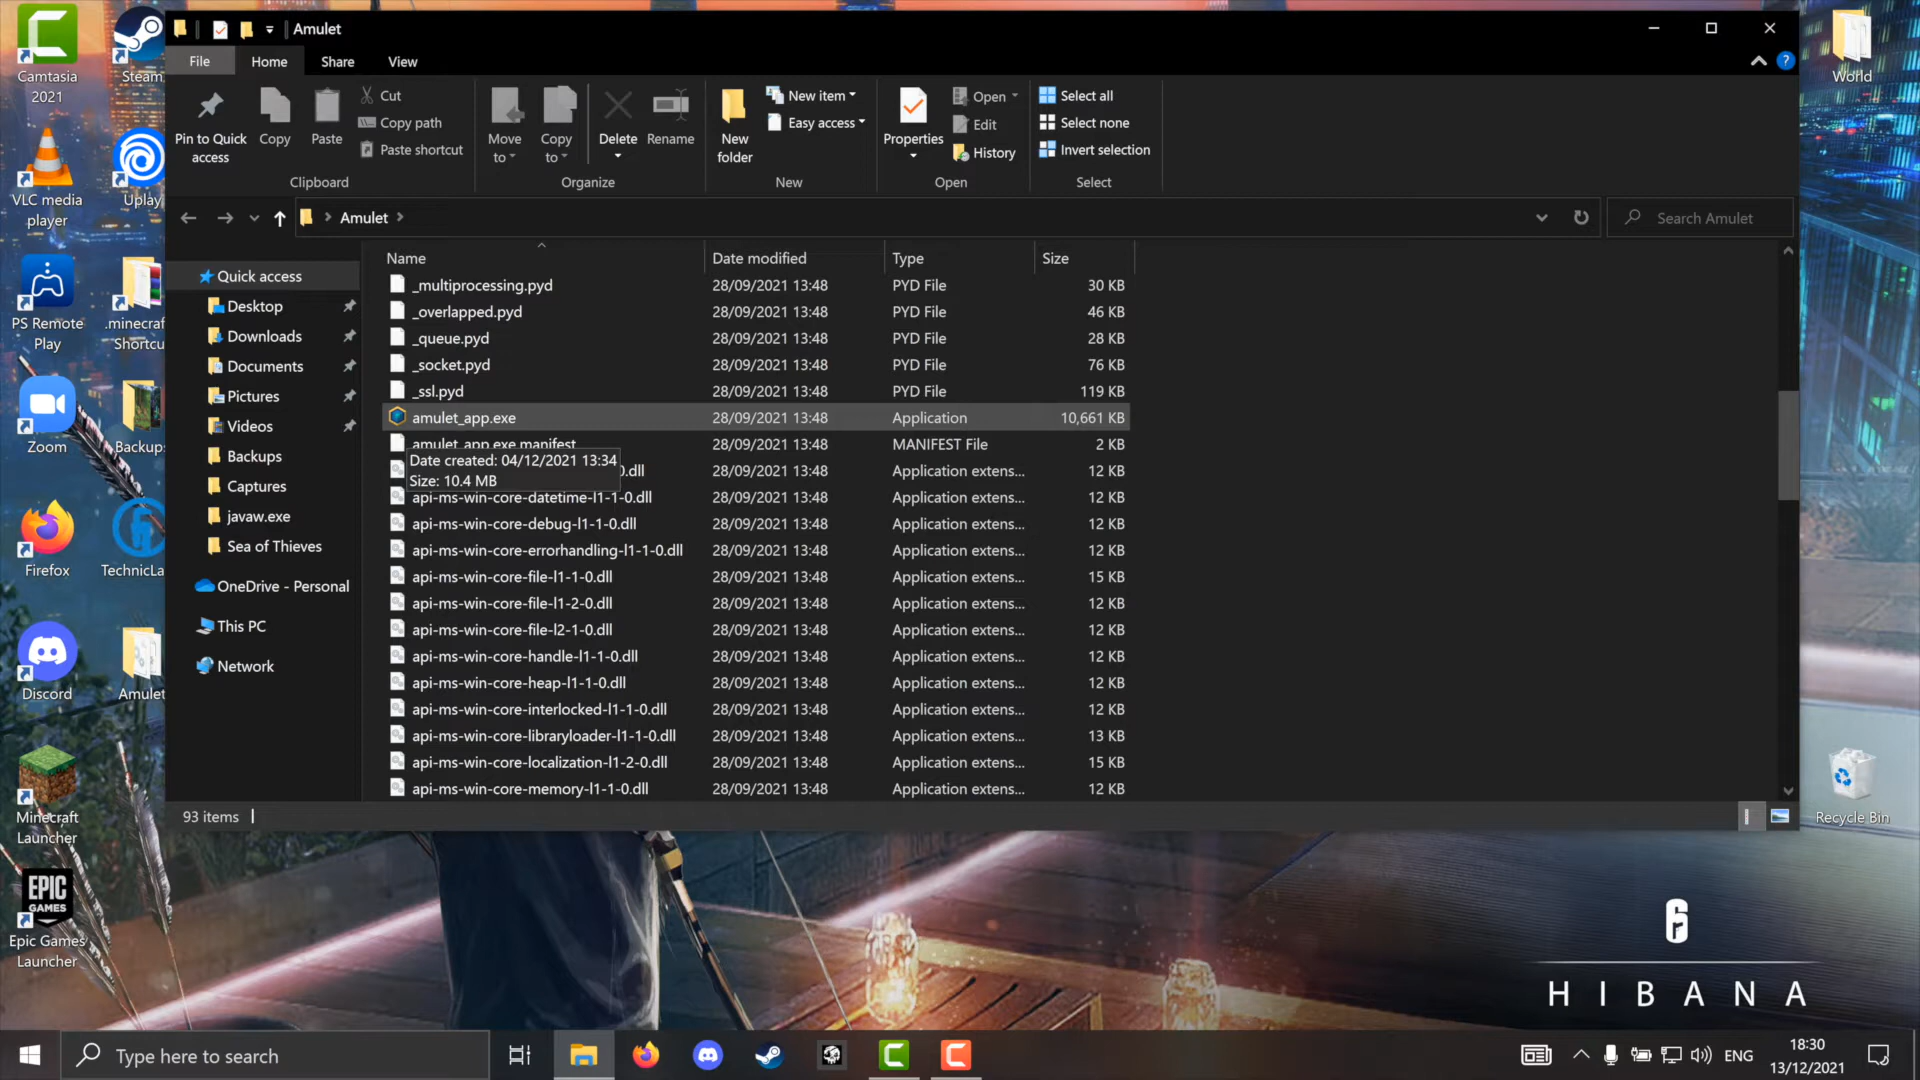 Amulet
File
Home
Share
View
Pin to Quick access
Copy
Paste
Cut
Copy path
Paste shortcut
Clipboard
Move to
Copy to
Delete
Rename
Organize
New folder
New item
Easy access
New
Properties
Open
Edit
History
Open
Select all
Select none
Invert selection
Select
Amulet
Search Amulet
Quick access
Desktop
Downloads
Documents
Pictures
Videos
Backups
Captures
javaw.exe
Sea of Thieves
OneDrive - Personal
This PC
Network
Name Date modified Type Size
_multiprocessing.pyd 28/09/2021 13:48 PYD File 30 KB
_overlapped.pyd 28/09/2021 13:48 PYD File 46 KB
_queue.pyd 28/09/2021 13:48 PYD File 28 KB
_socket.pyd 28/09/2021 13:48 PYD File 76 KB
_ssl.pyd 28/09/2021 13:48 PYD File 119 KB
amulet_app.exe 28/09/2021 13:48 Application 10,661 KB
amulet_app.exe.manifest 28/09/2021 13:48 MANIFEST File 2 KB
Date created: 04/12/2021 13:34
Size: 10.4 MB
0.dll 28/09/2021 13:48 Application extens... 12 KB
api-ms-win-core-datetime-l1-1-0.dll 28/09/2021 13:48 Application extens... 12 KB
api-ms-win-core-debug-l1-1-0.dll 28/09/2021 13:48 Application extens... 12 KB
api-ms-win-core-errorhandling-l1-1-0.dll 28/09/2021 13:48 Application extens... 12 KB
api-ms-win-core-file-l1-1-0.dll 28/09/2021 13:48 Application extens... 15 KB
api-ms-win-core-file-l1-2-0.dll 28/09/2021 13:48 Application extens... 12 KB
api-ms-win-core-file-l2-1-0.dll 28/09/2021 13:48 Application extens... 12 KB
api-ms-win-core-handle-l1-1-0.dll 28/09/2021 13:48 Application extens... 12 KB
api-ms-win-core-heap-l1-1-0.dll 28/09/2021 13:48 Application extens... 12 KB
api-ms-win-core-interlocked-l1-1-0.dll 28/09/2021 13:48 Application extens... 12 KB
api-ms-win-core-libraryloader-l1-1-0.dll 28/09/2021 13:48 Application extens... 13 KB
api-ms-win-core-localization-l1-2-0.dll 28/09/2021 13:48 Application extens... 15 KB
api-ms-win-core-memory-l1-1-0.dll 28/09/2021 13:48 Application extens... 12 KB
93 items
Camtasia
2021
Steam
VLC media
player
Uplay
PS Remote
Play
.minecraf
Shortcu
Zoom
Backups
Firefox
TechnicLa
Discord
Amulet
Minecraft
Launcher
EPIC
GAMES
Epic Games
Launcher
World
Recycle Bin
6
HIBANA
Type here to search
ENG
18:30
13/12/2021